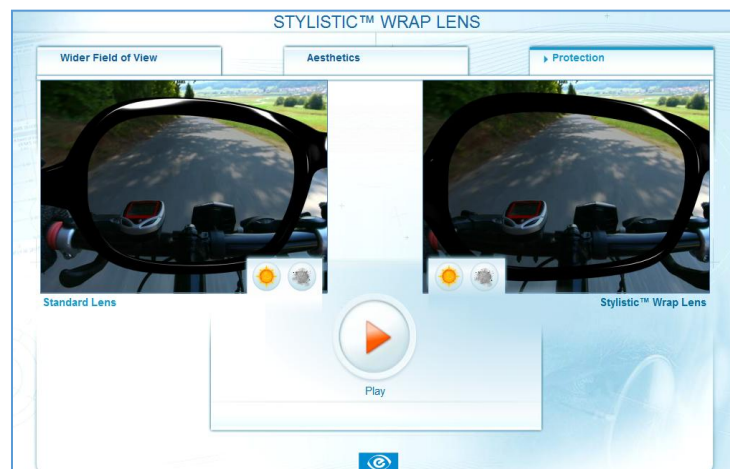 STYLISTIC™ WRAP LENS
Wider Field of View
Aesthetics
Protection
Standard Lens
Stylistic™ Wrap Lens
Play